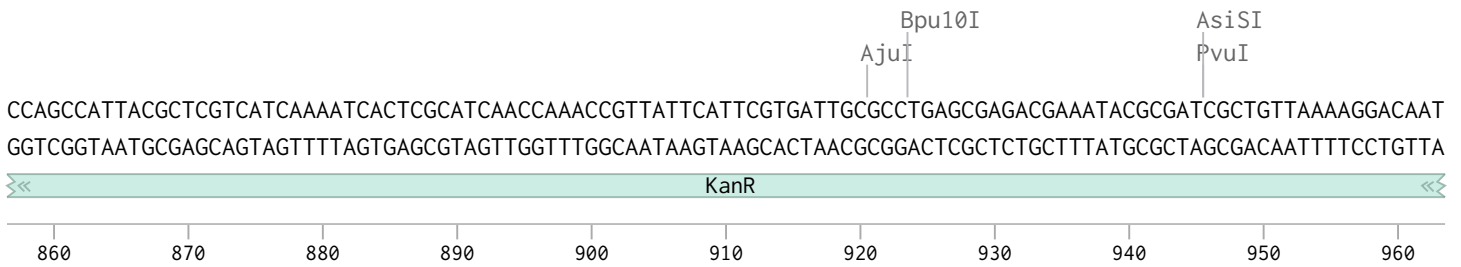 Bpu10I AsiSI
AjuI PvuI
CCAGCCATTACGCTCGTCATCAAAATCACTCGCATCAACCAAACCGTTATTCATTCGTGATTGCGCCTGAGCGAGACGAAATACGCGATCGCTGTTAAAAGGACAAT
GGTCGGTAATGCGAGCAGTAGTTTTAGTGAGCGTAGTTGGTTTGGCAATAAGTAAGCACTAACGCGGACTCGCTCTGCTTTATGCGCTAGCGACAATTTTCCTGTTA
KanR
860 870 880 890 900 910 920 930 940 950 960